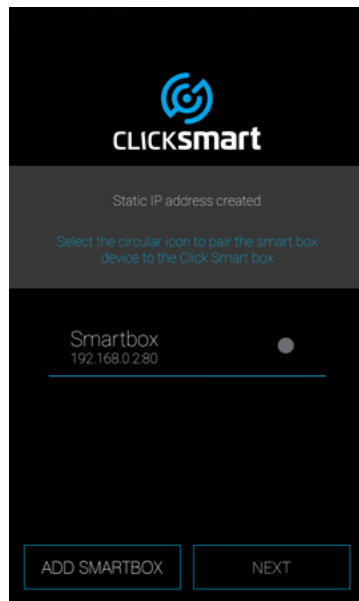 CLICKsmart
Static IP address created
Select the circular icon to pair the smart box
device to the Click Smart box
Smartbox
192.168.0.2:80
ADD SMARTBOX
NEXT